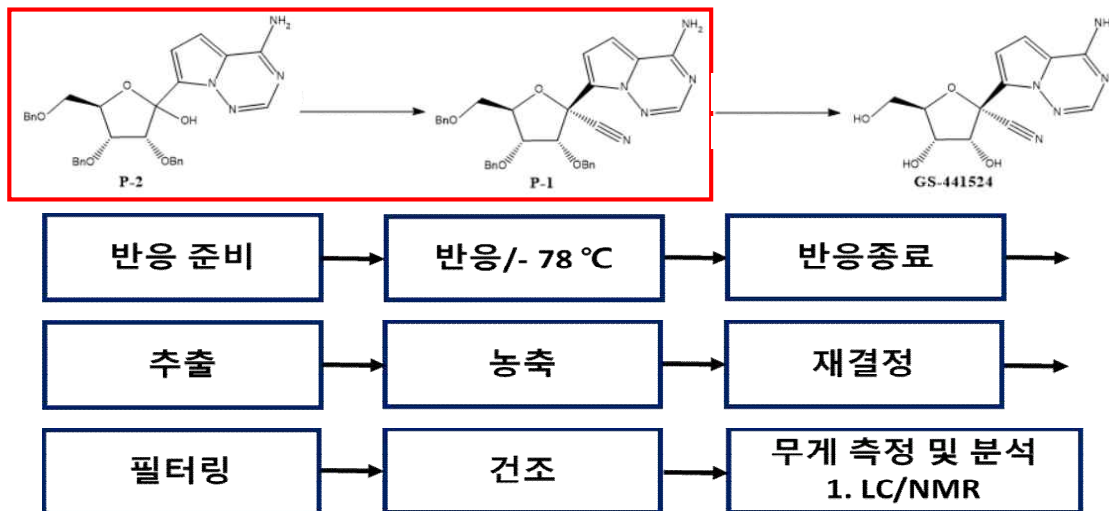 NH₂
N
N
N
O
OH
BnO
BnO
OBn
P-2
NH₂
N
N
N
O
N
BnO
BnO
OBn
P-1
NH
N
N
N
O
N
HO
HO
OH
GS-441524
반응 준비
반응/- 78 ℃
반응종료
추출
농축
재결정
필터링
건조
무게 측정 및 분석
1. LC/NMR